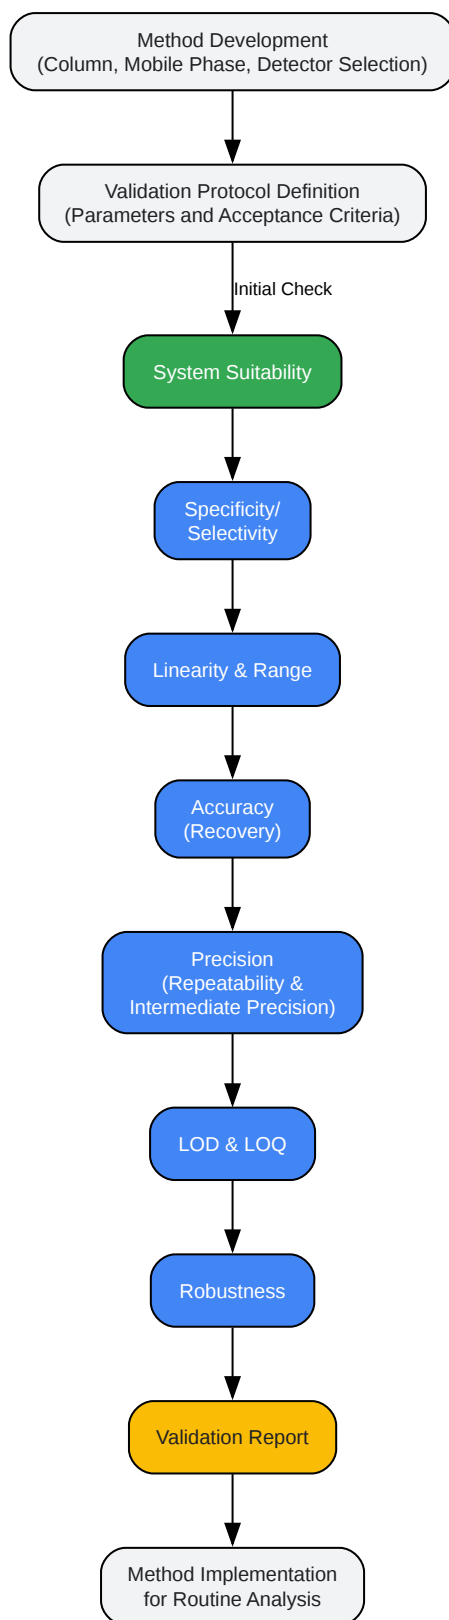 Method Development
(Column, Mobile Phase, Detector Selection)
Validation Protocol Definition
(Parameters and Acceptance Criteria)
Initial Check
System Suitability
Specificity/
Selectivity
Linearity & Range
Accuracy
(Recovery)
Precision
(Repeatability &
Intermediate Precision)
LOD & LOQ
Robustness
Validation Report
Method Implementation
for Routine Analysis